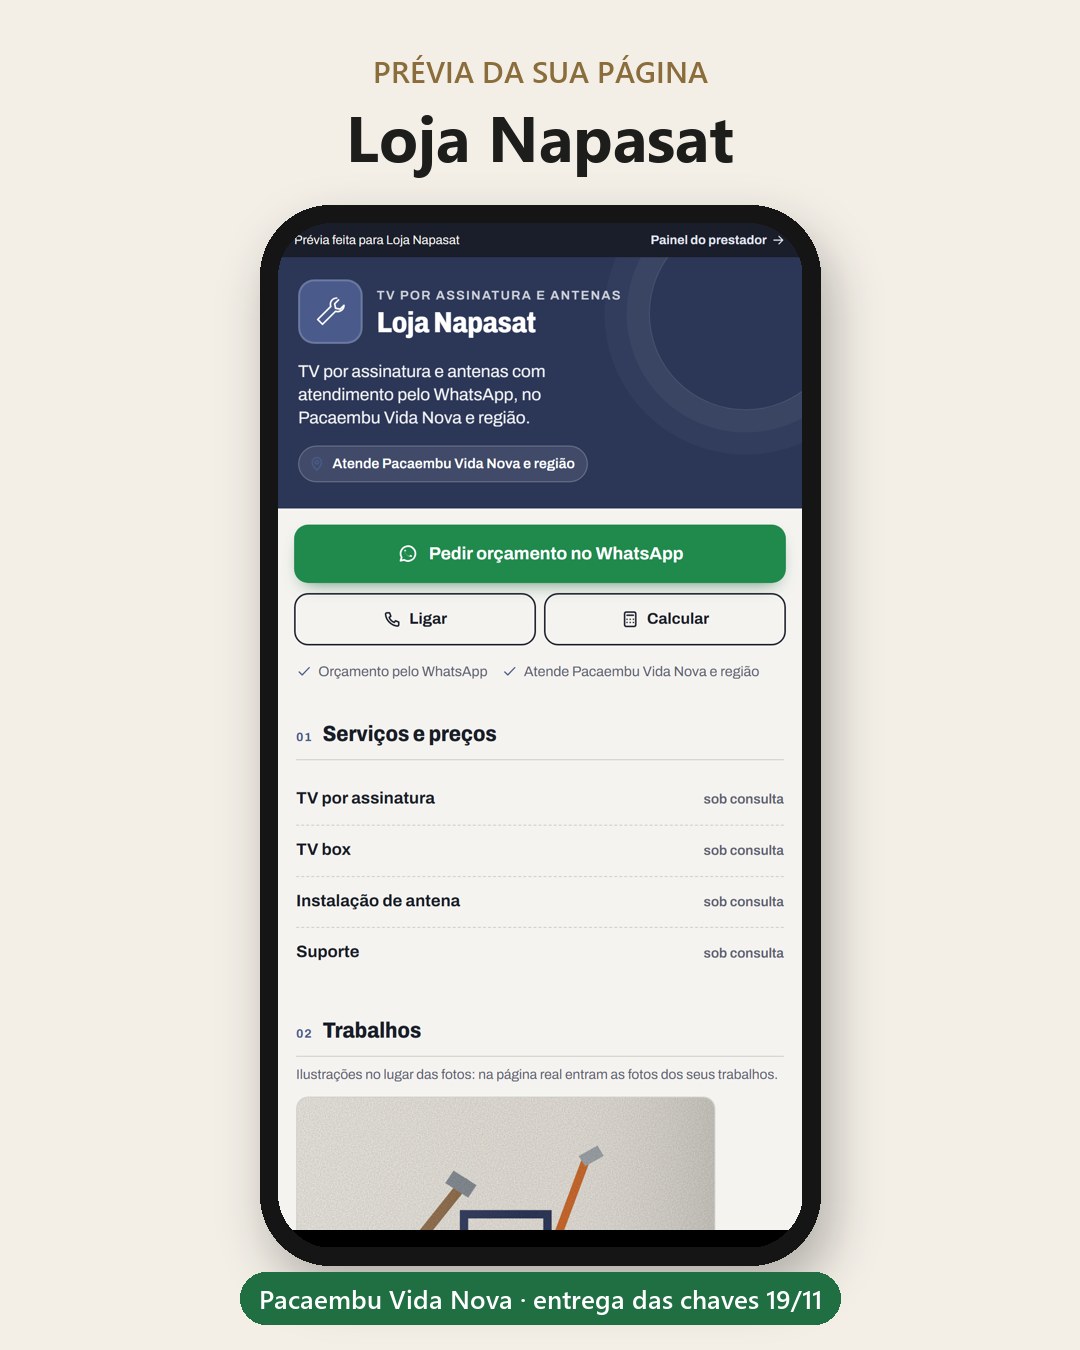 PRÉVIA DA SUA PÁGINA
Loja Napasat
Prévia feita para Loja Napasat
Painel do prestador →
TV POR ASSINATURA E ANTENAS
Loja Napasat
TV por assinatura e antenas com
atendimento pelo WhatsApp, no
Pacaembu Vida Nova e região.
Atende Pacaembu Vida Nova e região
Pedir orçamento no WhatsApp
Ligar
Calcular
Orçamento pelo WhatsApp
Atende Pacaembu Vida Nova e região
01 Serviços e preços
TV por assinatura sob consulta
TV box sob consulta
Instalação de antena sob consulta
Suporte sob consulta
02 Trabalhos
Ilustrações no lugar das fotos: na página real entram as fotos dos seus trabalhos.
Pacaembu Vida Nova · entrega das chaves 19/11